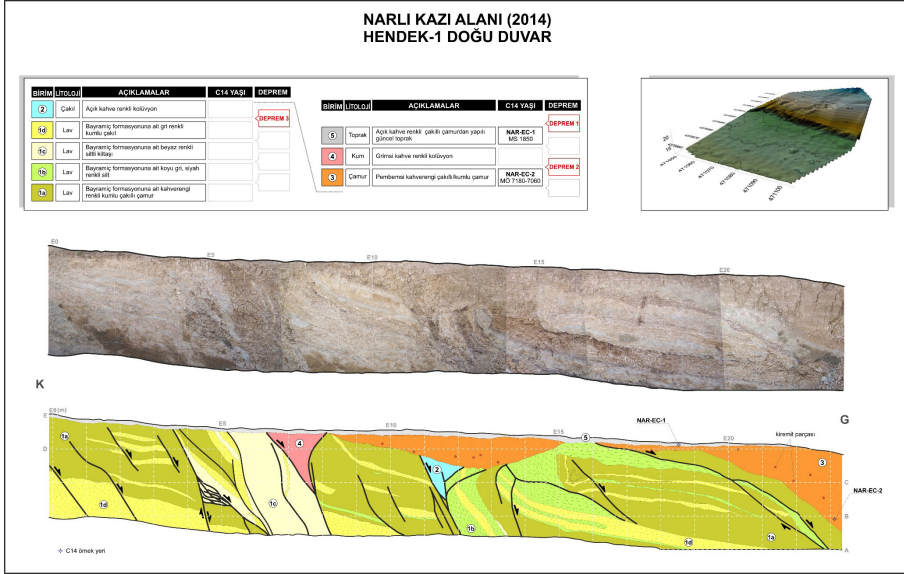 NARLI KAZI ALANI (2014)
HENDEK-1 DOĞU DUVAR
BİRİM LİTOLOJİ AÇIKLAMALAR C14 YAŞI DEPREM
2 Çakıl Açık kahve renkli kolüvyon
DEPREM 3
1d Lav Bayramiç formasyonuna ait gri renkli
kumlu çakıl
1c Lav Bayramiç formasyonuna ait beyaz renkli
siltli kiltaşı
1b Lav Bayramiç formasyonuna ait koyu gri, siyah
renkli silt
1a Lav Bayramiç formasyonuna ait kahverengi
renkli kumlu çakıllı çamur
BİRİM LİTOLOJİ AÇIKLAMALAR C14 YAŞI DEPREM
DEPREM 1
5 Toprak Açık kahve renkli çakıllı çamurdan yapılı
güncel toprak
NAR-EC-1
MS 1850
4 Kum Grimsi kahve renkli kolüvyon
DEPREM 2
3 Çamur Pembemsi kahverengi çakıllı/kumlu çamur
NAR-EC-2
MÖ 7180-7060
E0
E5
E10
E15
E20
K
G
E0 (m)
E5
E10
E15
E20
NAR-EC-1
kiremit parçası
NAR-EC-2
E
D
C
B
A
1a
1d
1c
4
2
1b
5
3
1d
1a
C14 örnek yeri